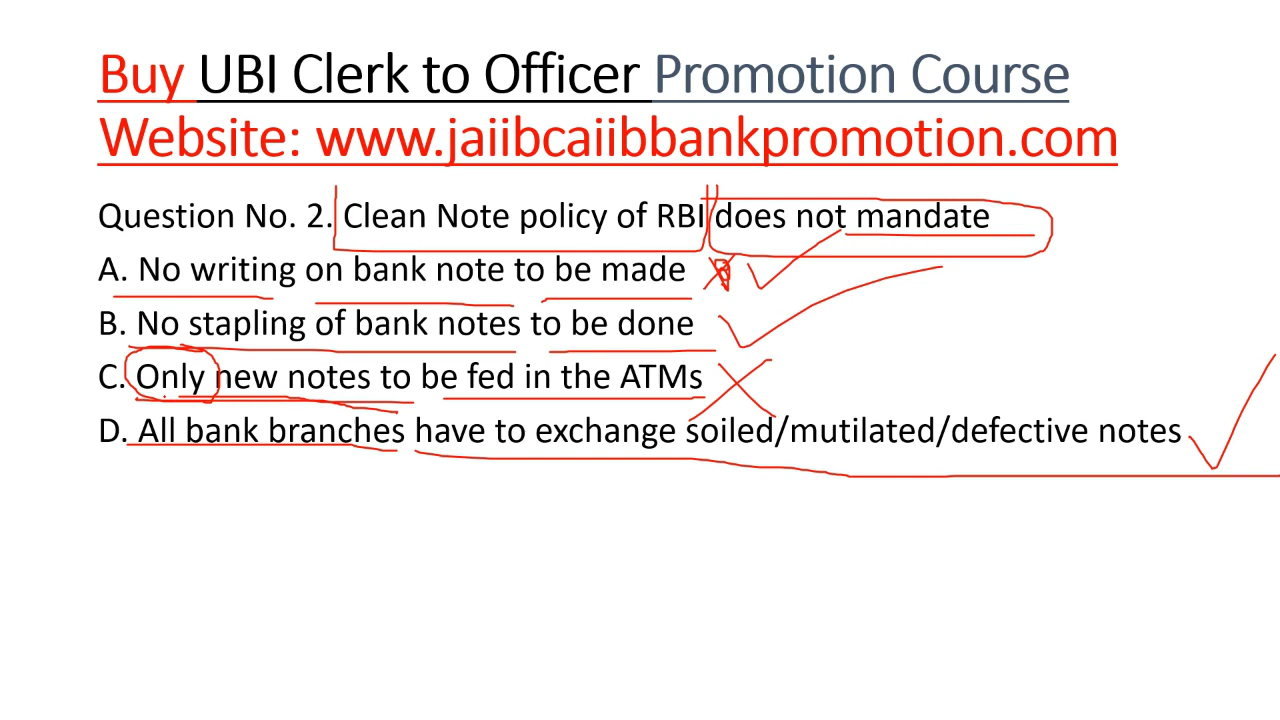 Buy UBI Clerk to Officer Promotion Course
Website: www.jaiibcaiibbankpromotion.com
Question No. 2. Clean Note policy of RBI does not mandate
A. No writing on bank note to be made
B. No stapling of bank notes to be done
C. Only new notes to be fed in the ATMs
D. All bank branches have to exchange soiled/mutilated/defective notes